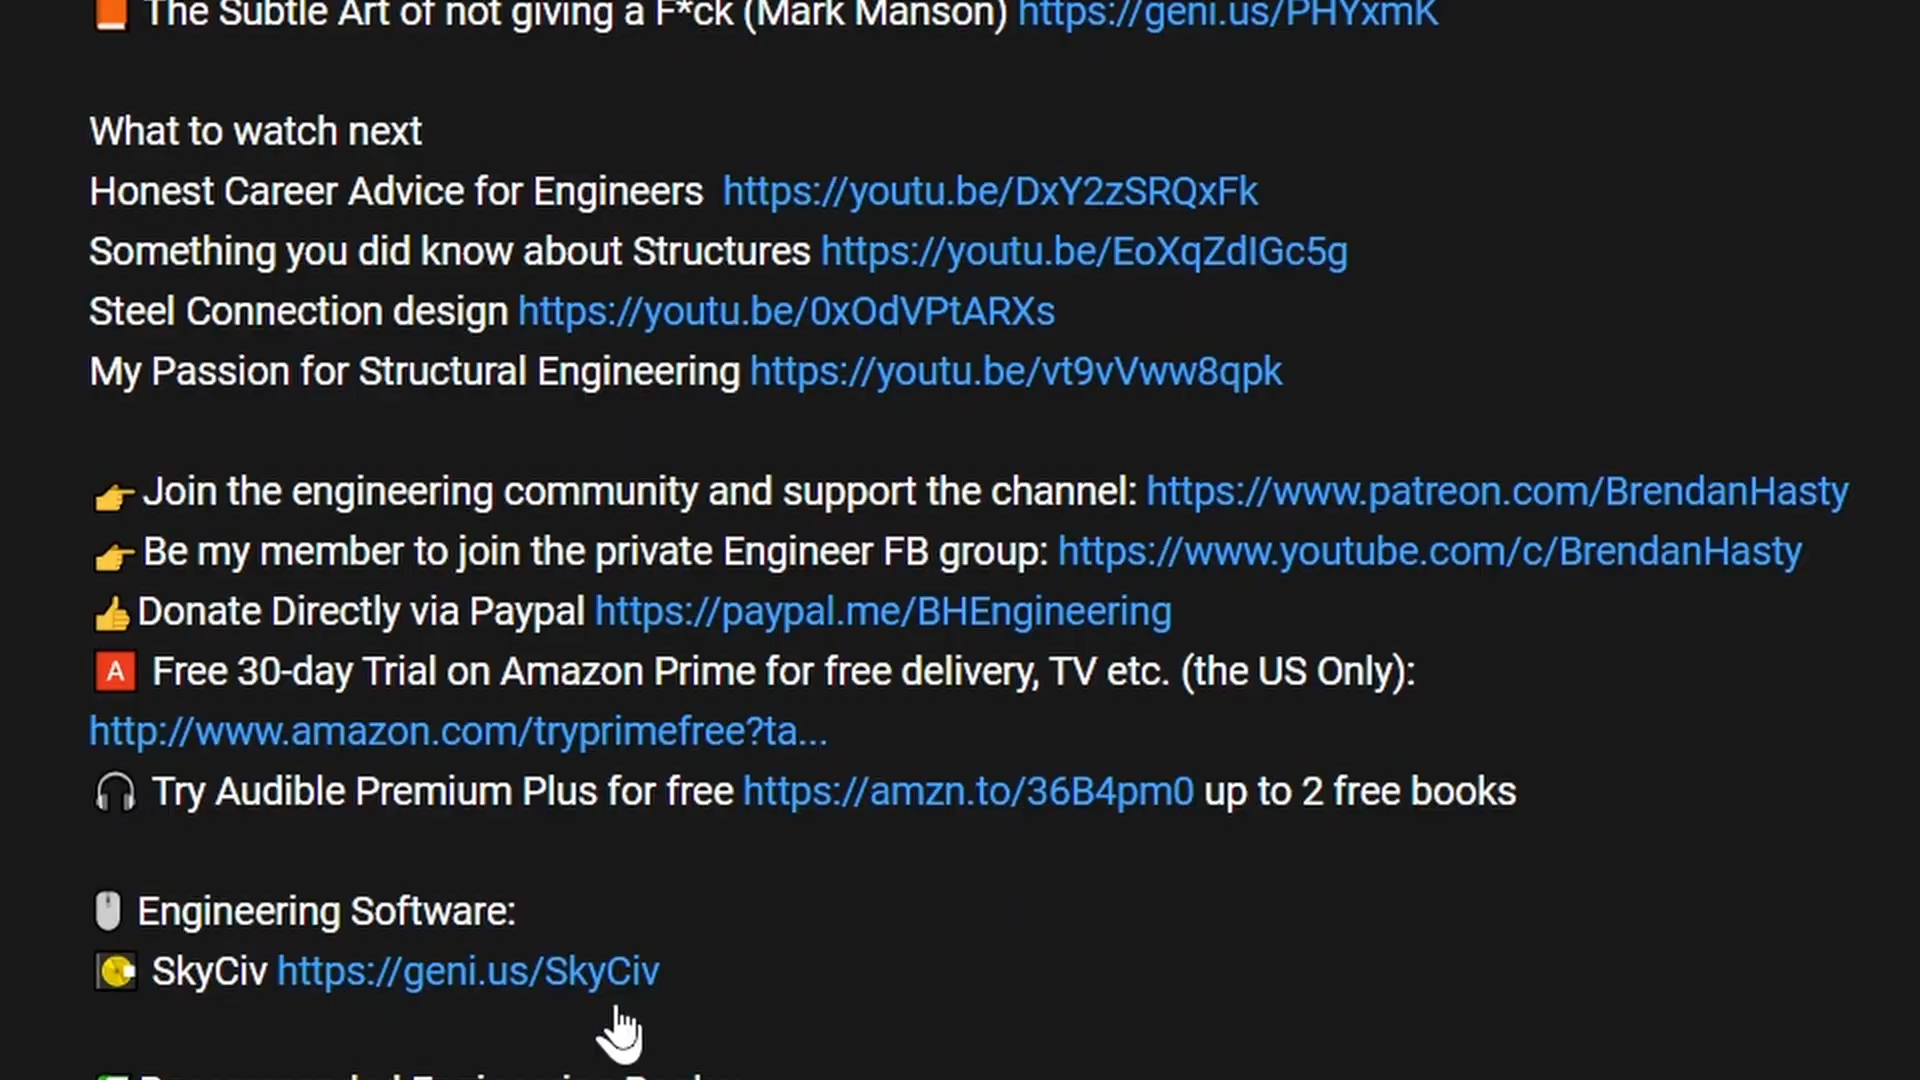 The Subtle Art of not giving a F*ck (Mark Manson) https://geni.us/PHYxmK
What to watch next
Honest Career Advice for Engineers https://youtu.be/DxY2zSRQxFk
Something you did know about Structures https://youtu.be/EoXqZdIGc5g
Steel Connection design https://youtu.be/0xOdVPtARXs
My Passion for Structural Engineering https://youtu.be/vt9vVww8qpk
👉Join the engineering community and support the channel: https://www.patreon.com/BrendanHasty
👉Be my member to join the private Engineer FB group: https://www.youtube.com/c/BrendanHasty
👍Donate Directly via Paypal https://paypal.me/BHEngineering
🅰 Free 30-day Trial on Amazon Prime for free delivery, TV etc. (the US Only):
http://www.amazon.com/tryprimefree?ta...
🎧 Try Audible Premium Plus for free https://amzn.to/36B4pm0 up to 2 free books
🖱 Engineering Software:
SkyCiv https://geni.us/SkyCiv